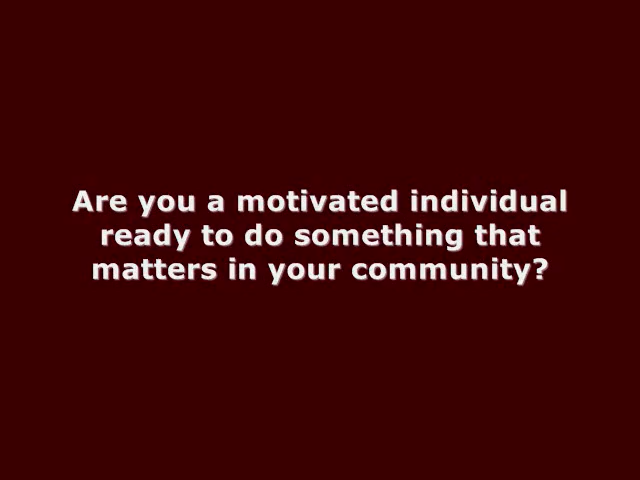 Are you a motivated individual
ready to do something that
matters in your community?